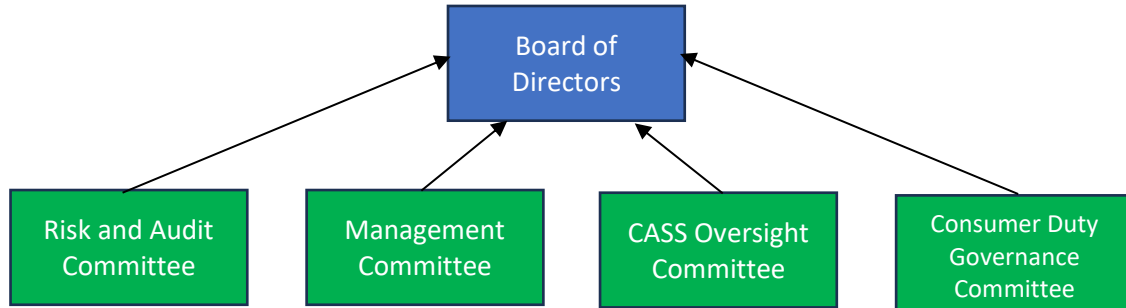 Board of
Directors
Risk and Audit
Committee
Management
Committee
CASS Oversight
Committee
Consumer Duty
Governance
Committee